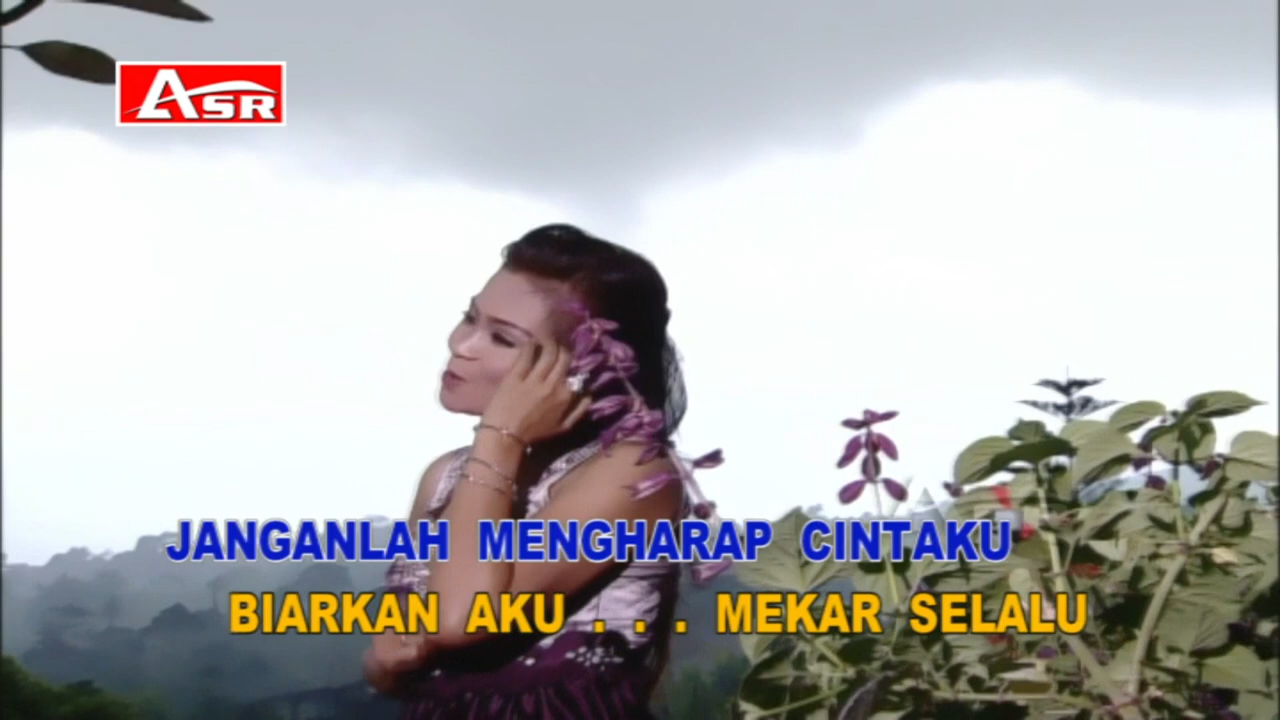 ASR
JANGANLAH MENGHARAP CINTAKU
BIARKAN AKU . . . MEKAR SELALU